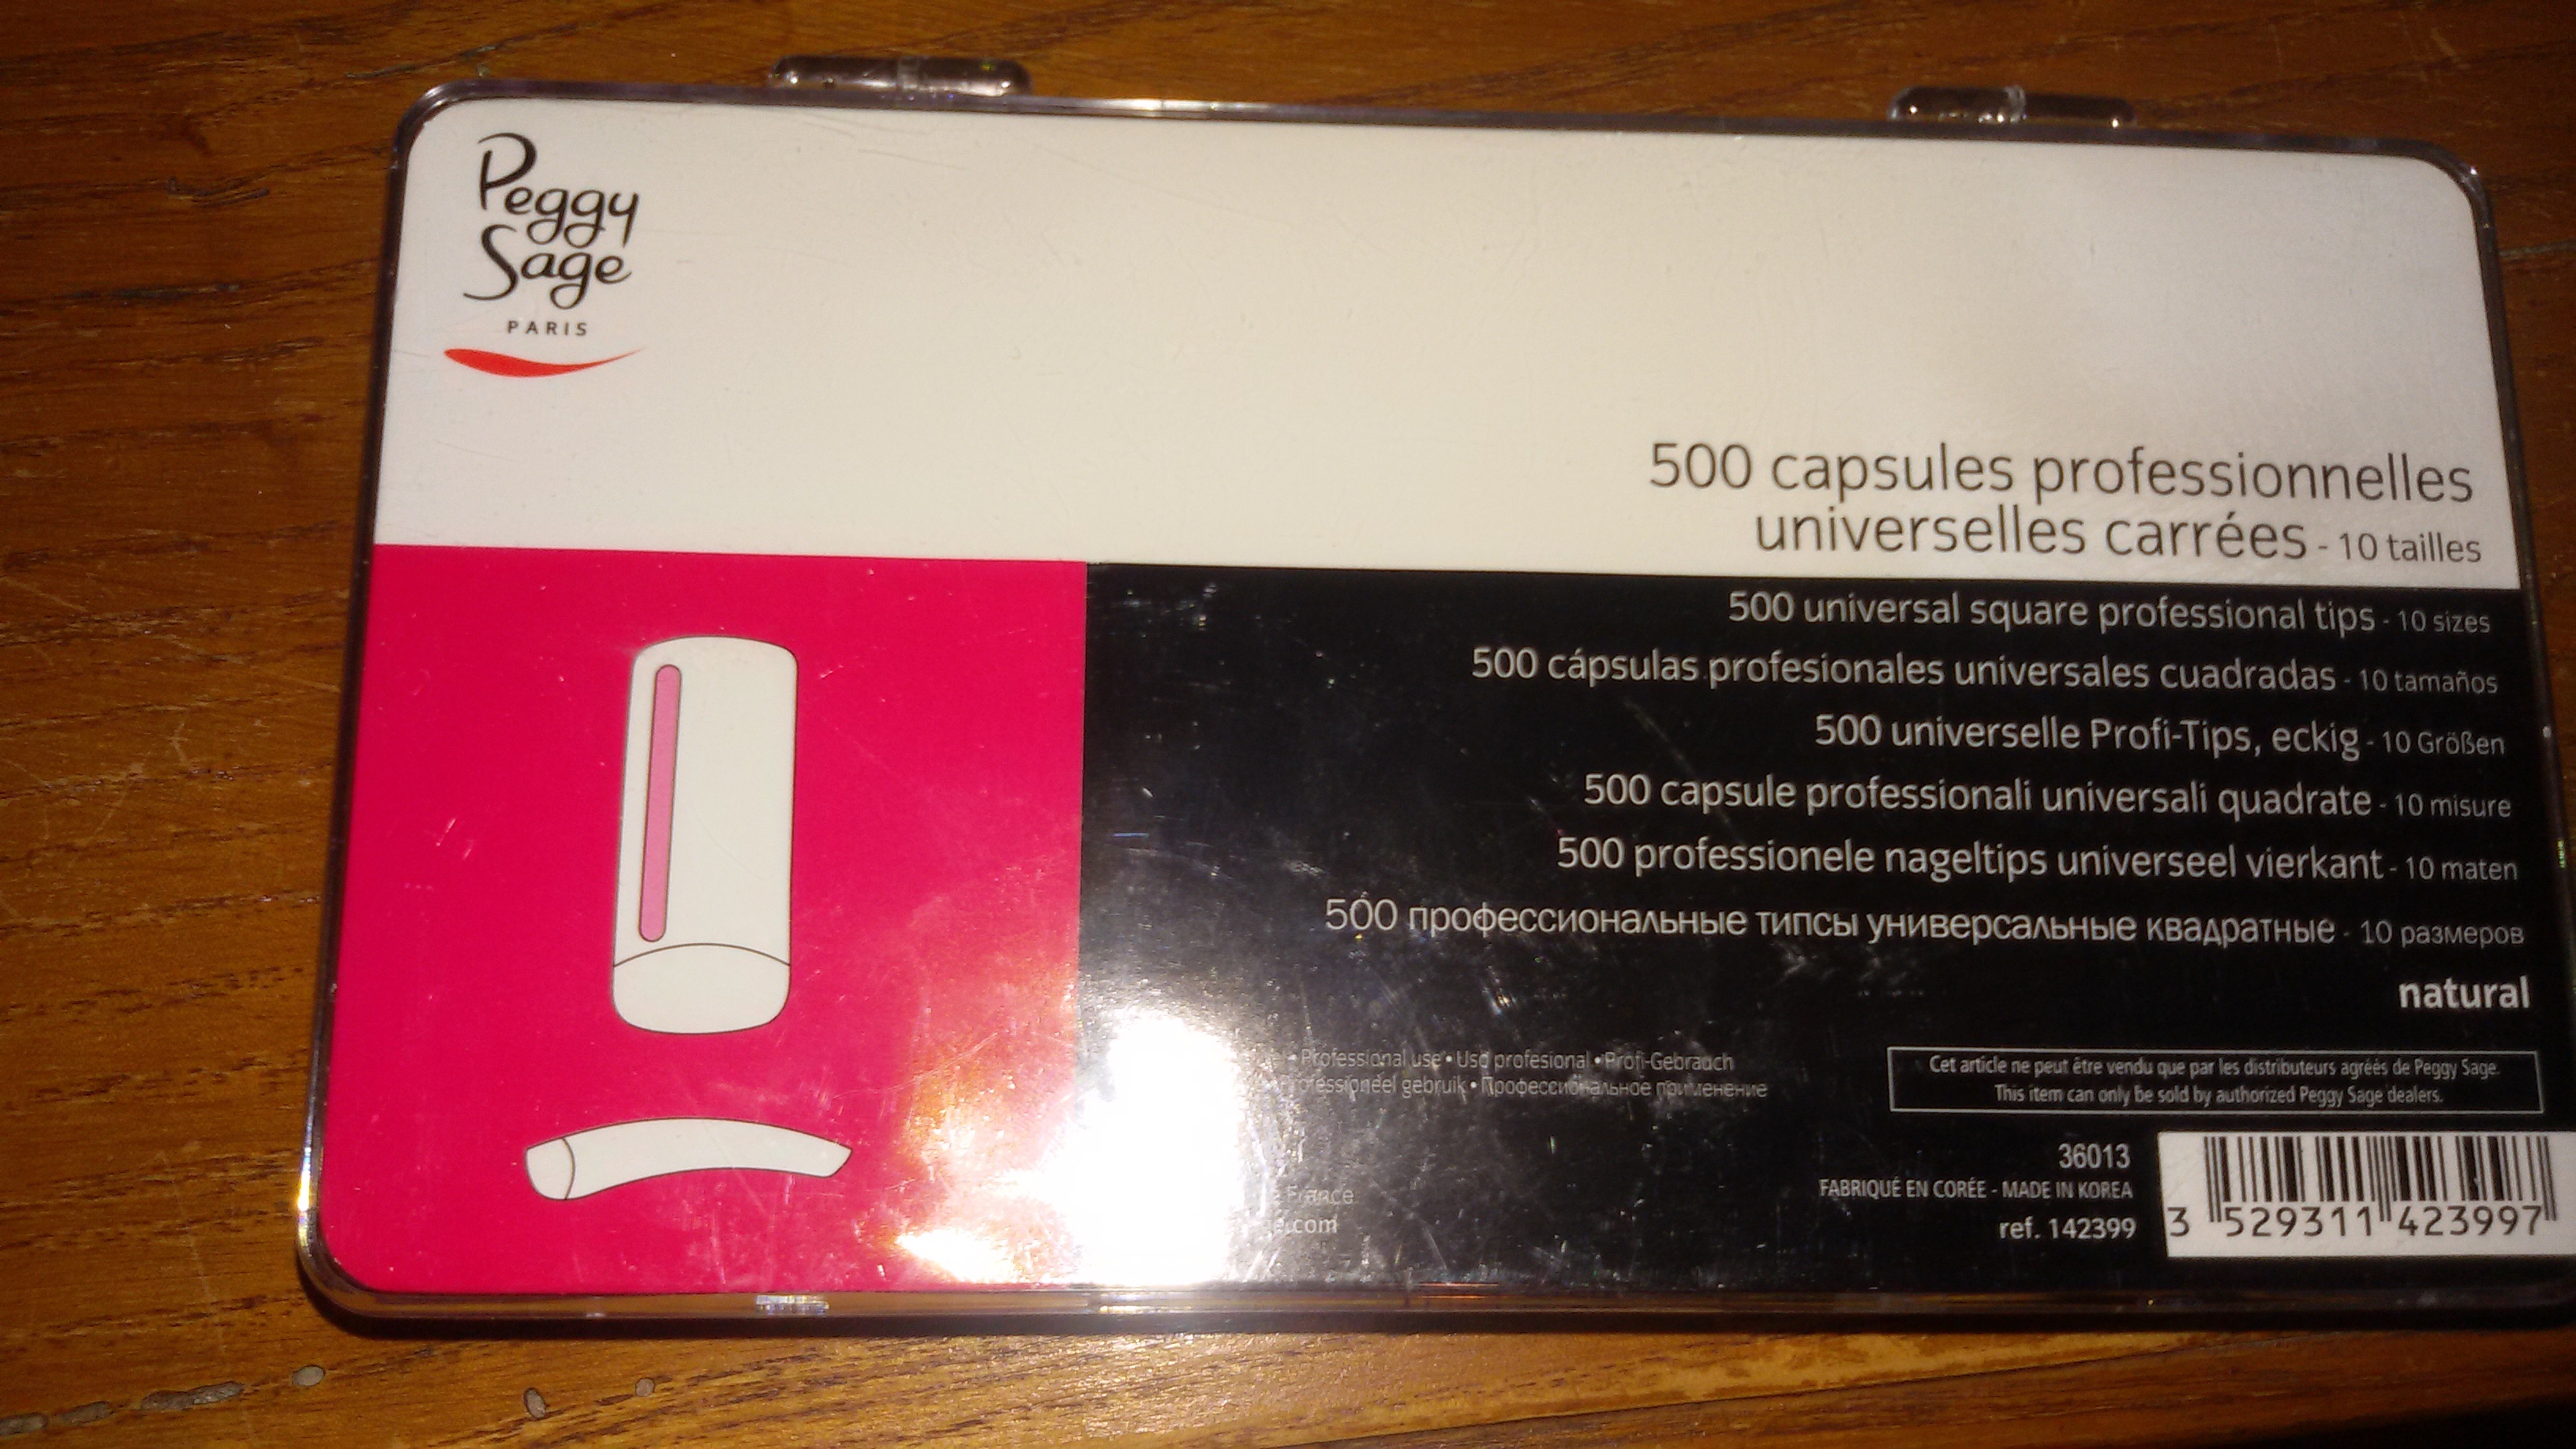 Peggy
Sage
PARIS
500 capsules professionnelles
universelles carrées - 10 tailles
500 universal square professional tips - 10 sizes
500 cápsulas profesionales universales cuadradas - 10 tamaños
500 universelle Profi-Tips, eckig - 10 Größen
500 capsule professionali universali quadrate - 10 misure
500 professionele nageltips universeel vierkant - 10 maten
500 профессиональные типсы универсальные квадратные - 10 размеров
natural
• Professional use • Uso profesional • Profi-Gebrauch
gebruik • Профессиональное применение
Cet article ne peut être vendu que par les distributeurs agréés de Peggy Sage.
This item can only be sold by authorized Peggy Sage dealers.
France
.com
36013
FABRIQUÉ EN CORÉE - MADE IN KOREA
ref. 142399
3 529311 423997